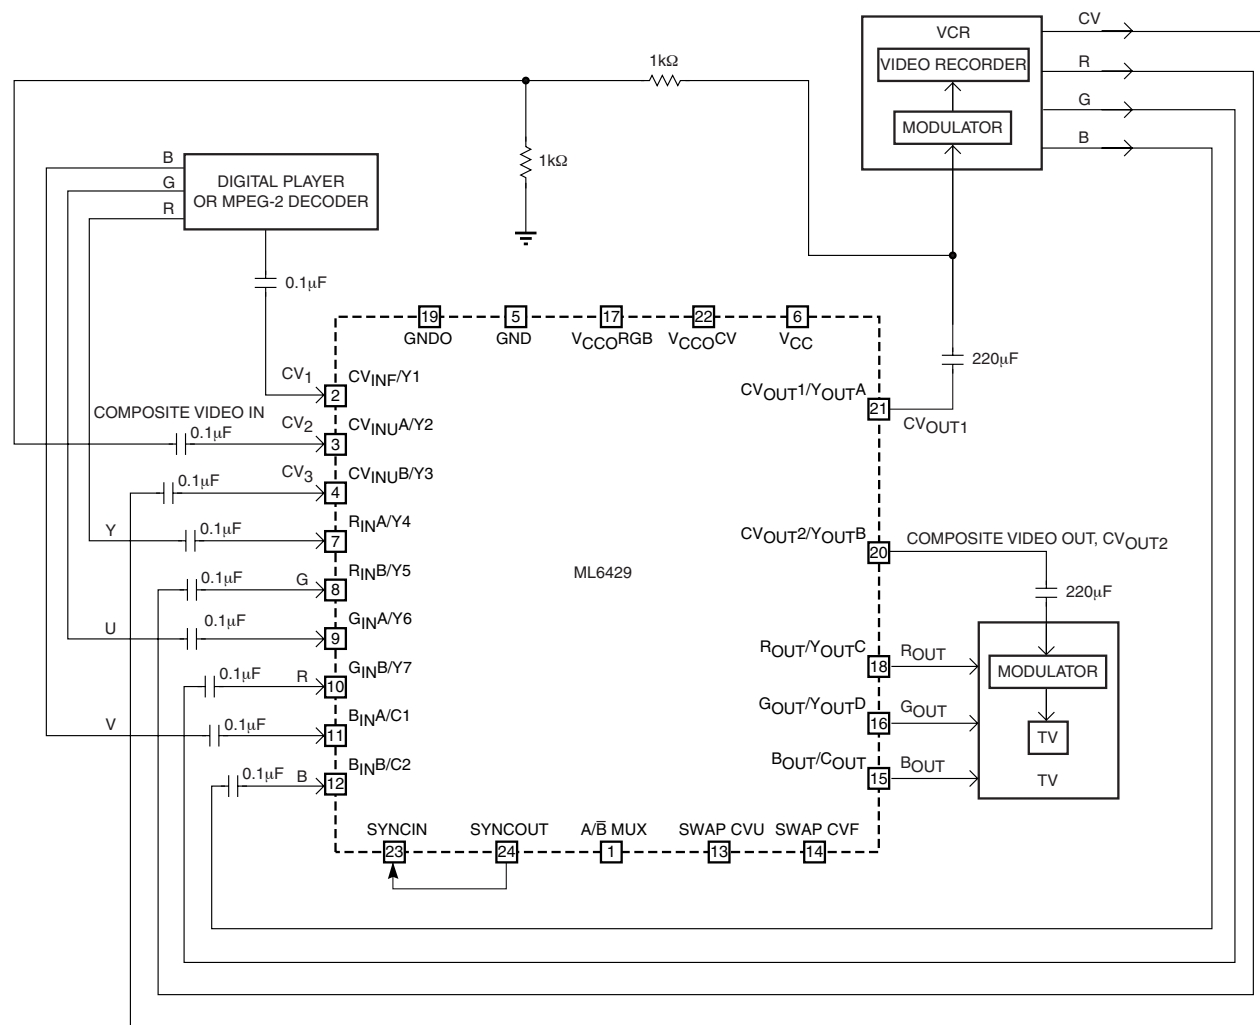 CV
VCR
R
VIDEO RECORDER
G
MODULATOR
B
1kΩ
1kΩ
B
G
R
DIGITAL PLAYER
OR MPEG-2 DECODER
0.1µF
220µF
19 5 17 22 6
GNDO GND VCCORGB VCCOCV VCC
CV1 CVINF/Y1
2
COMPOSITE VIDEO IN
0.1µF CV2 CVINUA/Y2
3
0.1µF CV3 CVINUB/Y3
4
Y 0.1µF RINA/Y4
7
0.1µF G RINB/Y5
8
U 0.1µF GINA/Y6
9
0.1µF R GINB/Y7
10
V 0.1µF BINA/C1
11
0.1µF B BINB/C2
12
ML6429
CVOUT1/YOUTA
21
CVOUT1
CVOUT2/YOUTB
20
COMPOSITE VIDEO OUT, CVOUT2
220µF
ROUT/YOUTC
18
ROUT
MODULATOR
GOUT/YOUTD
16
GOUT
TV
BOUT/COUT
15
BOUT
TV
SYNCIN SYNCOUT A/B̅ MUX SWAP CVU SWAP CVF
23 24 1 13 14